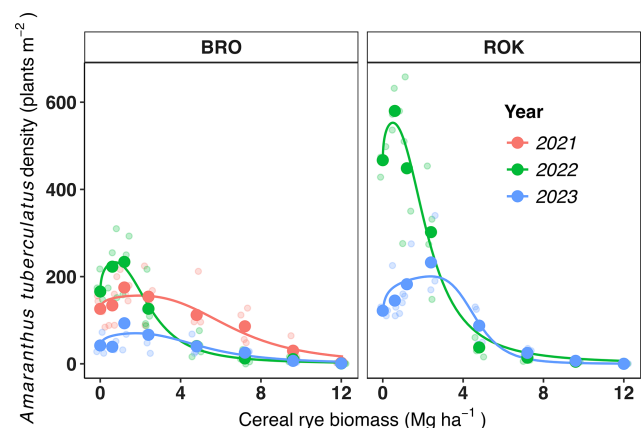 BRO
ROK
Amaranthus tuberculatus density (plants m⁻²)
600
400
200
0
Year
2021
2022
2023
0 4 8 12 0 4 8 12
Cereal rye biomass (Mg ha⁻¹)